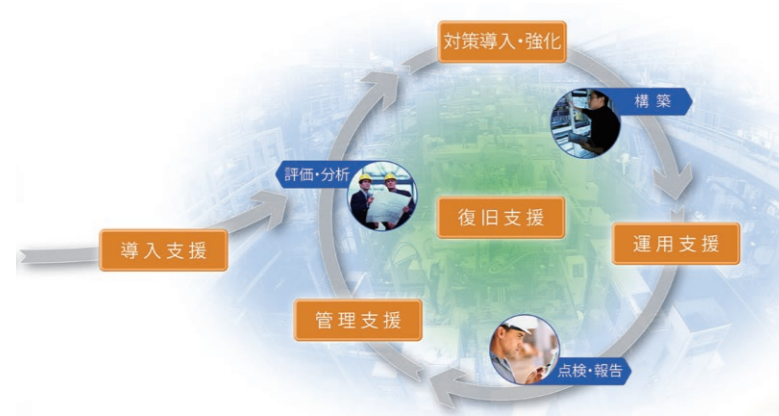 対策導入・強化
構築
評価・分析
復旧支援
運用支援
導入支援
管理支援
点検・報告